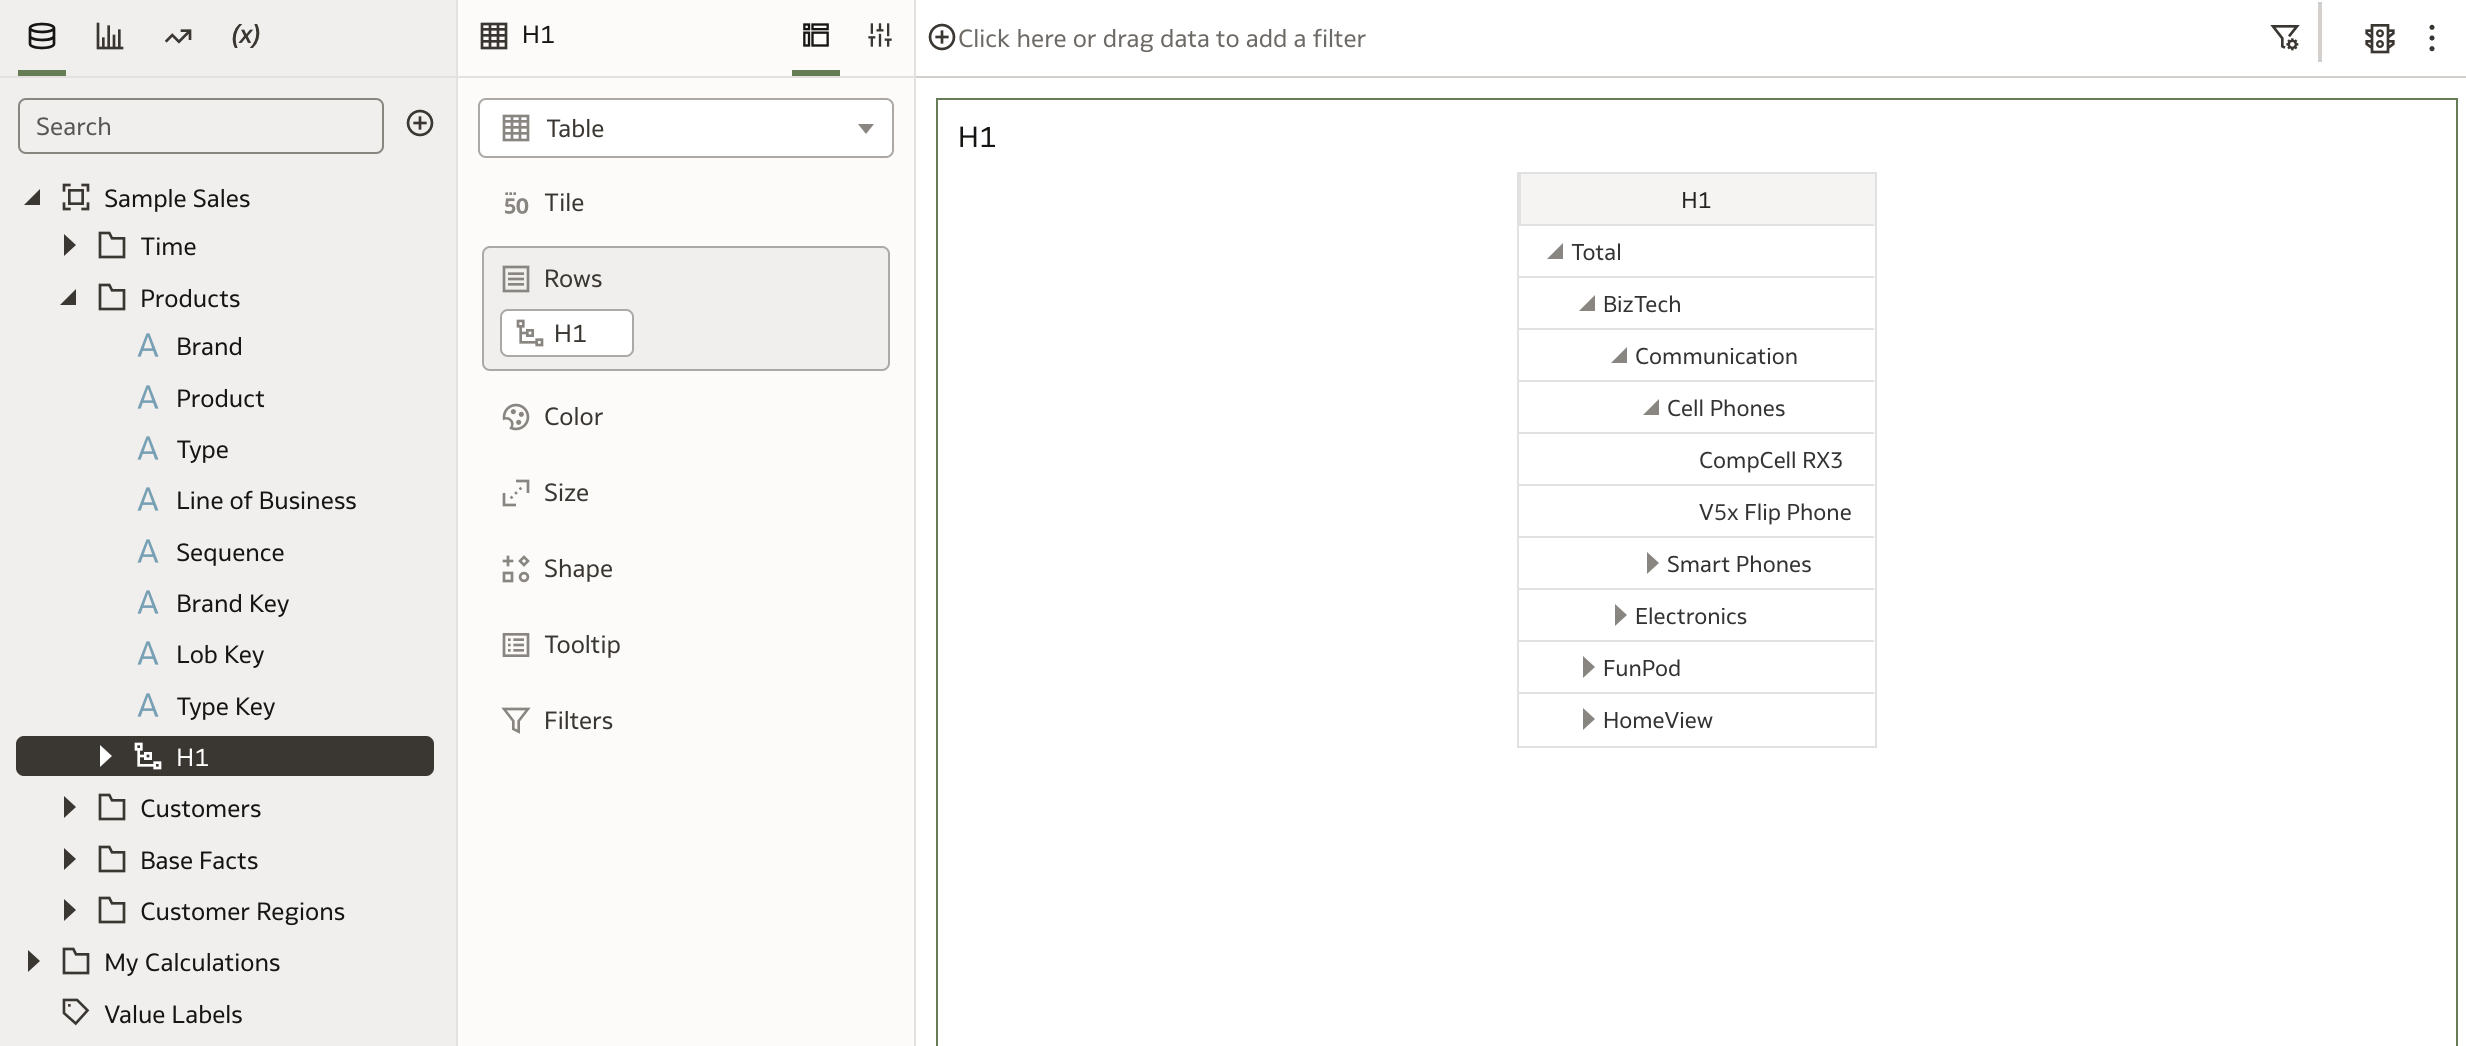 (x)
Search
Sample Sales
Time
Products
Brand
Product
Type
Line of Business
Sequence
Brand Key
Lob Key
Type Key
H1
Customers
Base Facts
Customer Regions
My Calculations
Value Labels
H1
Table
50 Tile
Rows
H1
Color
Size
Shape
Tooltip
Filters
Click here or drag data to add a filter
H1
H1
Total
BizTech
Communication
Cell Phones
CompCell RX3
V5x Flip Phone
Smart Phones
Electronics
FunPod
HomeView